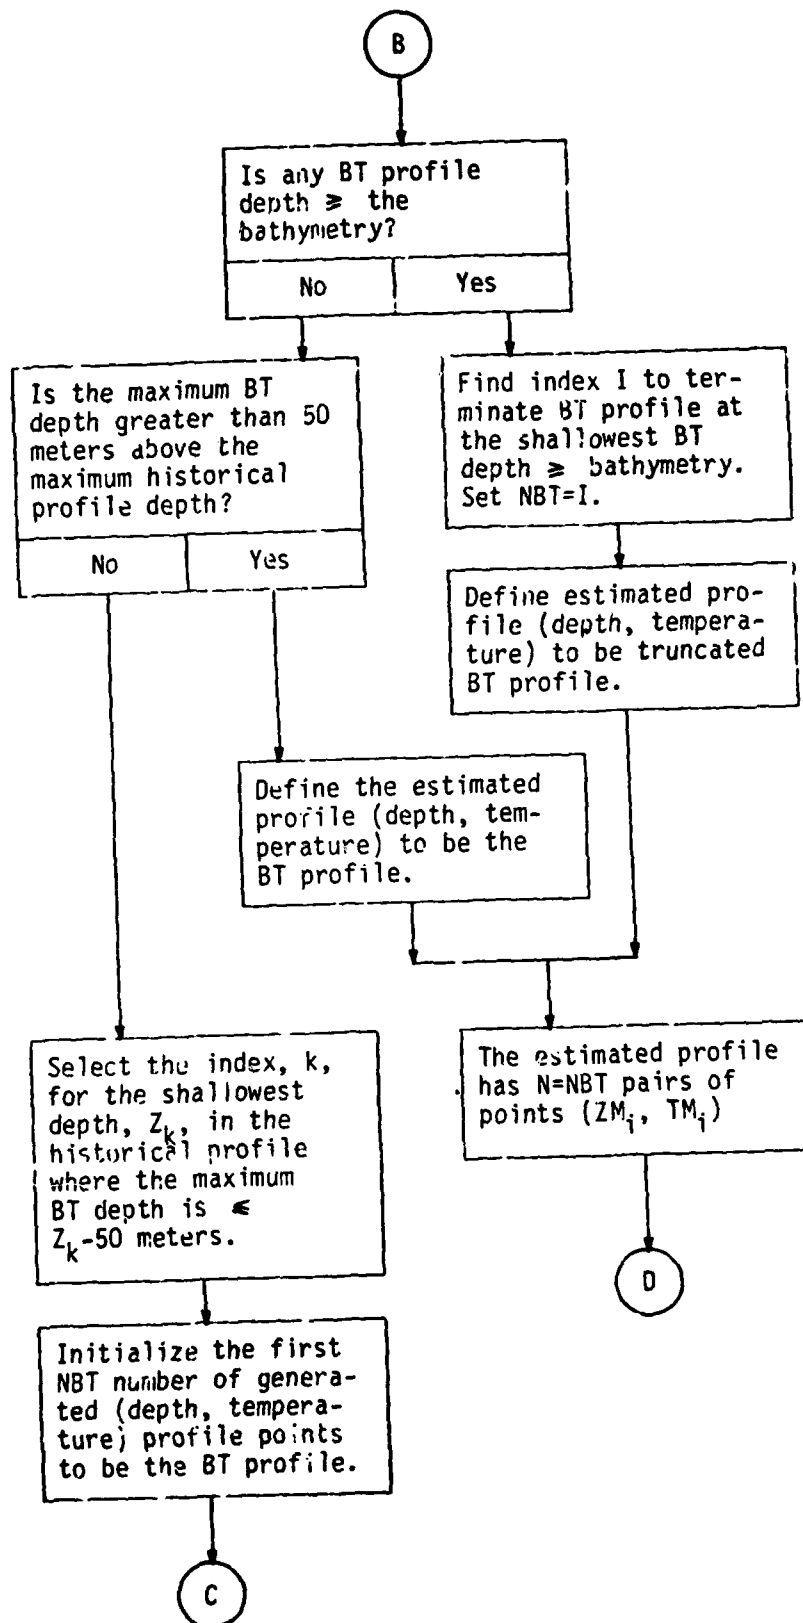 B
Is any BT profile
depth ⩾ the
bathymetry?
No
Yes
Is the maximum BT
depth greater than 50
meters above the
maximum historical
profile depth?
No
Yes
Find index I to ter-
minate BT profile at
the shallowest BT
depth ⩾ bathymetry.
Set NBT=I.
Define estimated pro-
file (depth, tempera-
ture) to be truncated
BT profile.
Define the estimated
profile (depth, tem-
perature) to be the
BT profile.
Select the index, k,
for the shallowest
depth, Z_k, in the
historical profile
where the maximum
BT depth is ⩽
Z_k-50 meters.
The estimated profile
has N=NBT pairs of
points (ZM_i, TM_i)
D
Initialize the first
NBT number of genera-
ted (depth, tempera-
ture) profile points
to be the BT profile.
C